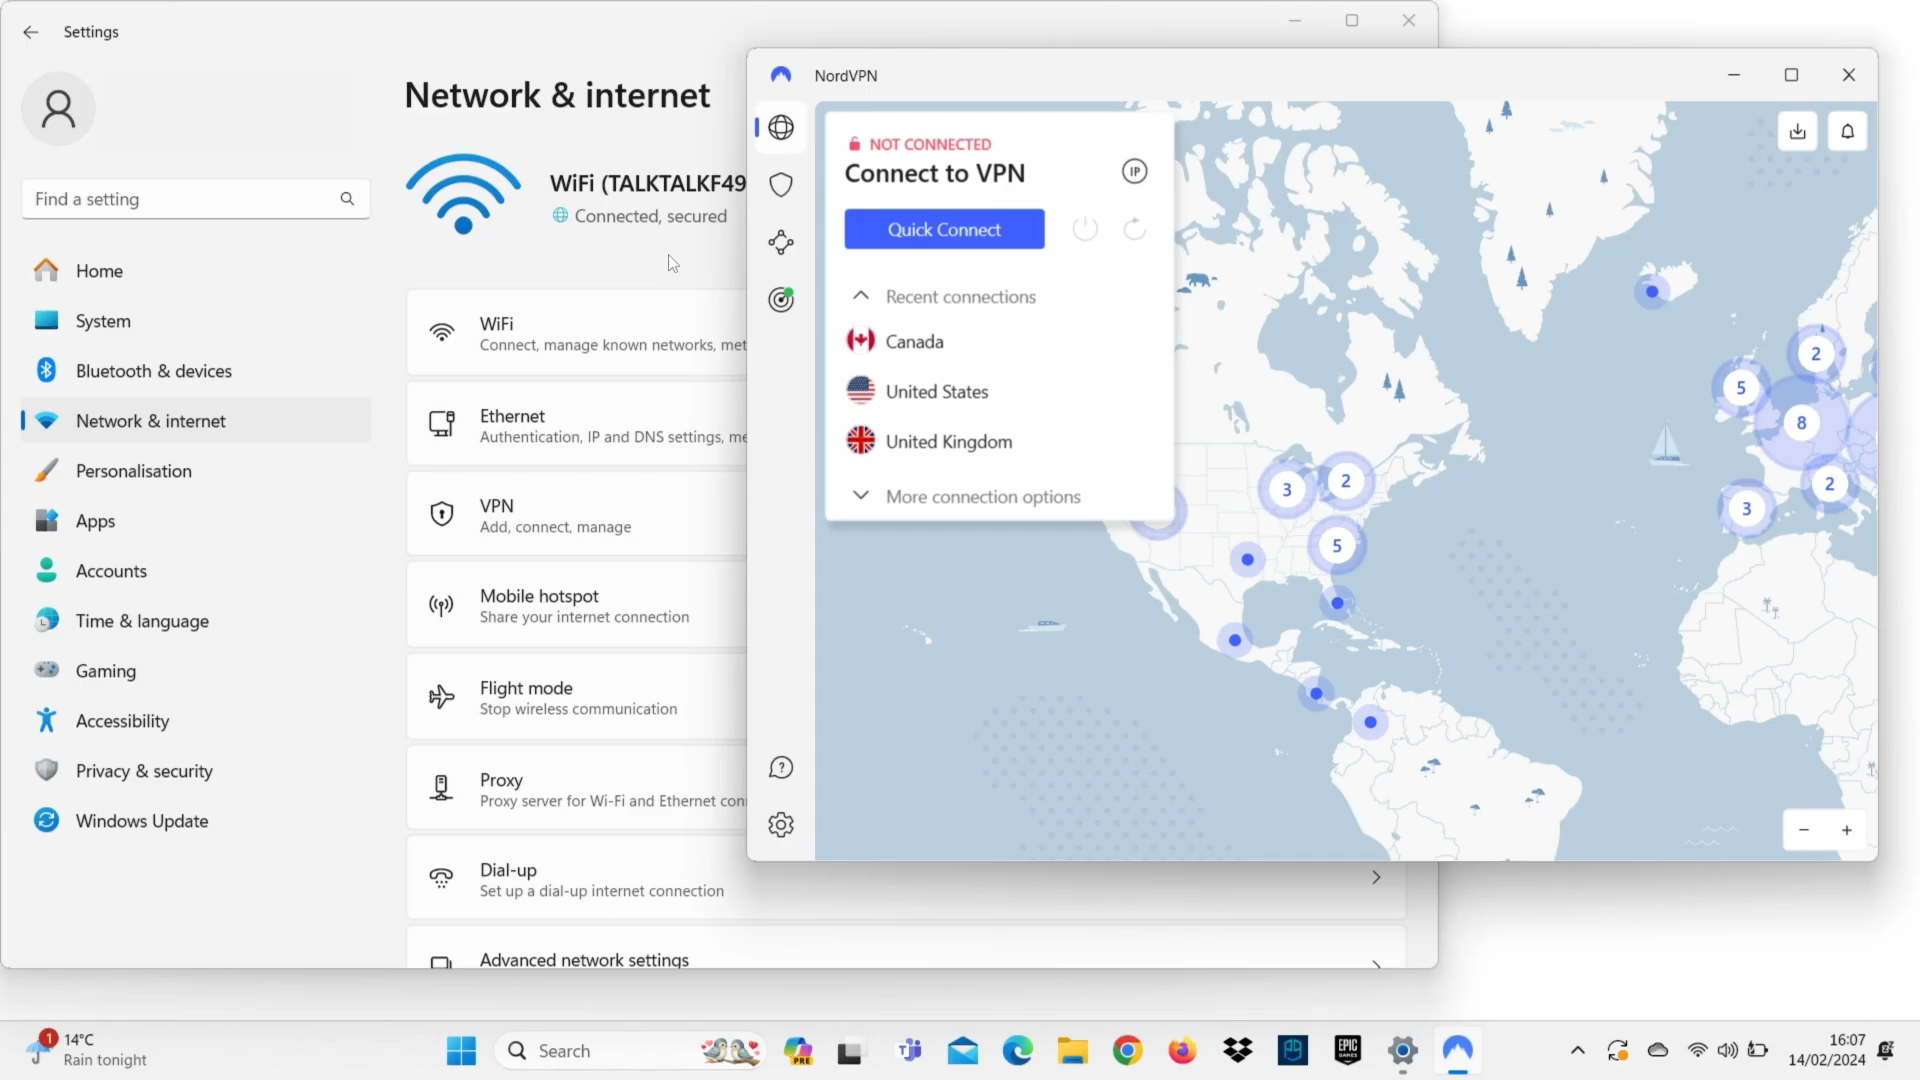 Settings
Find a setting
Home
System
Bluetooth & devices
Network & internet
Personalisation
Apps
Accounts
Time & language
Gaming
Accessibility
Privacy & security
Windows Update
Network & internet
WiFi (TALKTALKF49
Connected, secured
WiFi
Connect, manage known networks, met
Ethernet
Authentication, IP and DNS settings, me
VPN
Add, connect, manage
Mobile hotspot
Share your internet connection
Flight mode
Stop wireless communication
Proxy
Proxy server for Wi-Fi and Ethernet con
Dial-up
Set up a dial-up internet connection
Advanced network settings
NordVPN
NOT CONNECTED
Connect to VPN
IP
Quick Connect
Recent connections
Canada
United States
United Kingdom
More connection options
3
2
5
5
2
8
2
3
1
14°C
Rain tonight
Search
PRE
EPIC
GAMES
16:07
14/02/2024